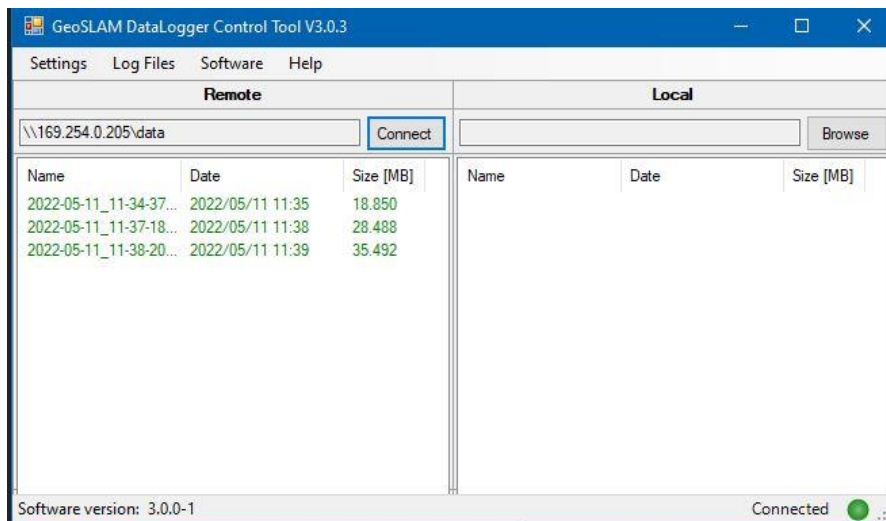 GeoSLAM DataLogger Control Tool V3.0.3
Settings Log Files Software Help
Remote Local
\\169.254.0.205\data Connect Browse
Name Date Size [MB] Name Date Size [MB]
2022-05-11_11-34-37... 2022/05/11 11:35 18.850
2022-05-11_11-37-18... 2022/05/11 11:38 28.488
2022-05-11_11-38-20... 2022/05/11 11:39 35.492
Software version: 3.0.0-1 Connected